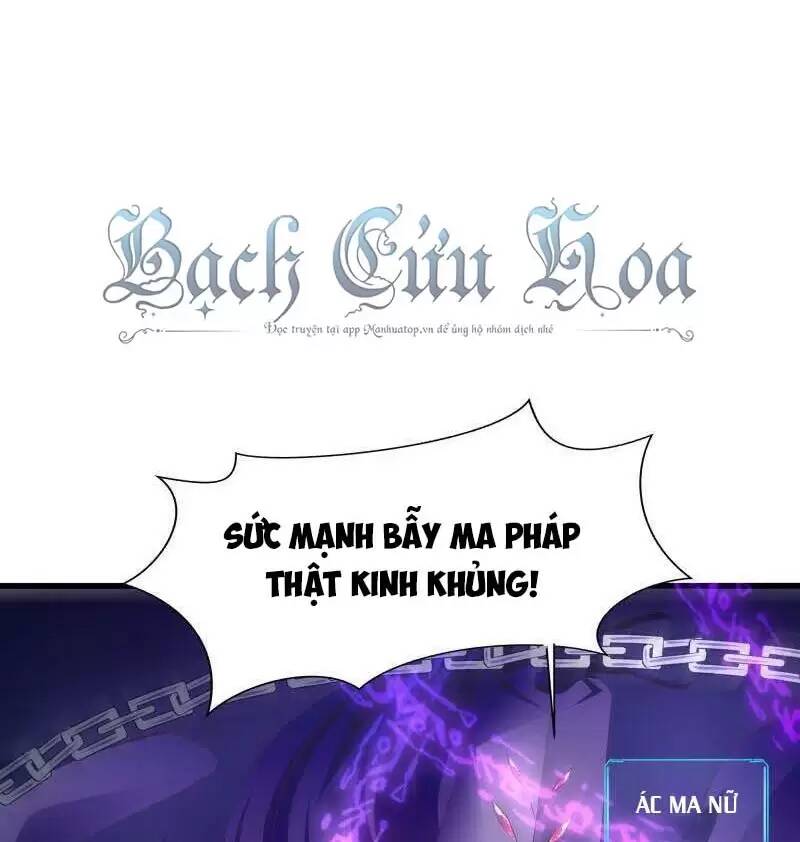 Bạch Cửu Hoa
Đọc truyện tại app Manhuatop.vn để ủng hộ nhóm dịch nhé
SỨC MẠNH BẪY MA PHÁP
THẬT KINH KHỦNG!
ÁC MA NỮ